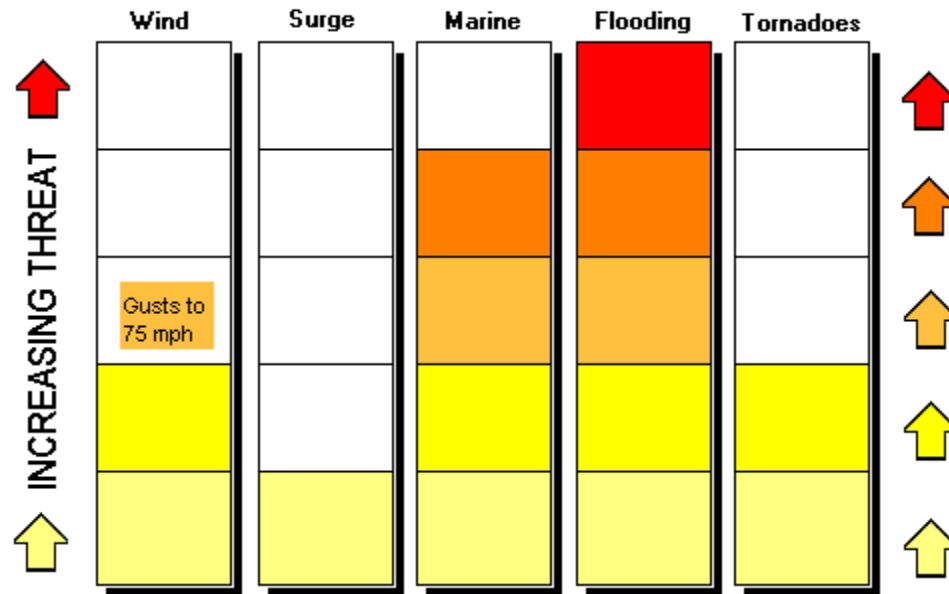 Wind
Surge
Marine
Flooding
Tornadoes
INCREASING THREAT
Gusts to
75 mph